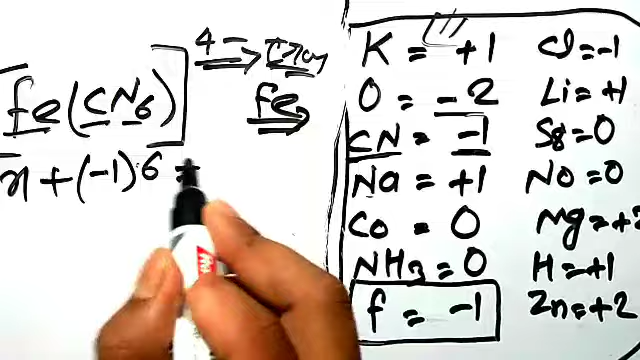 [fe(CN6)]4- → charge
fe
x + (-1)6 =
K = +1
O = -2
CN = -1
Na = +1
Co = 0
NH3 = 0
f = -1
Cl = -1
Li = +1
S8 = 0
No = 0
Mg = +2
H = +1
Zn = +2